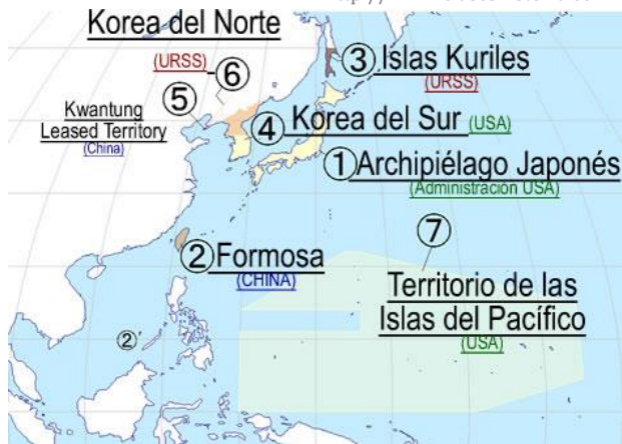 Korea del Norte
(URSS)
⑥
③ Islas Kuriles
(URSS)
⑤
Kwantung
Leased Territory
(China)
④ Korea del Sur (USA)
① Archipiélago Japonés
(Administración USA)
⑦
② Formosa
(CHINA)
Territorio de las
Islas del Pacífico
(USA)
②'